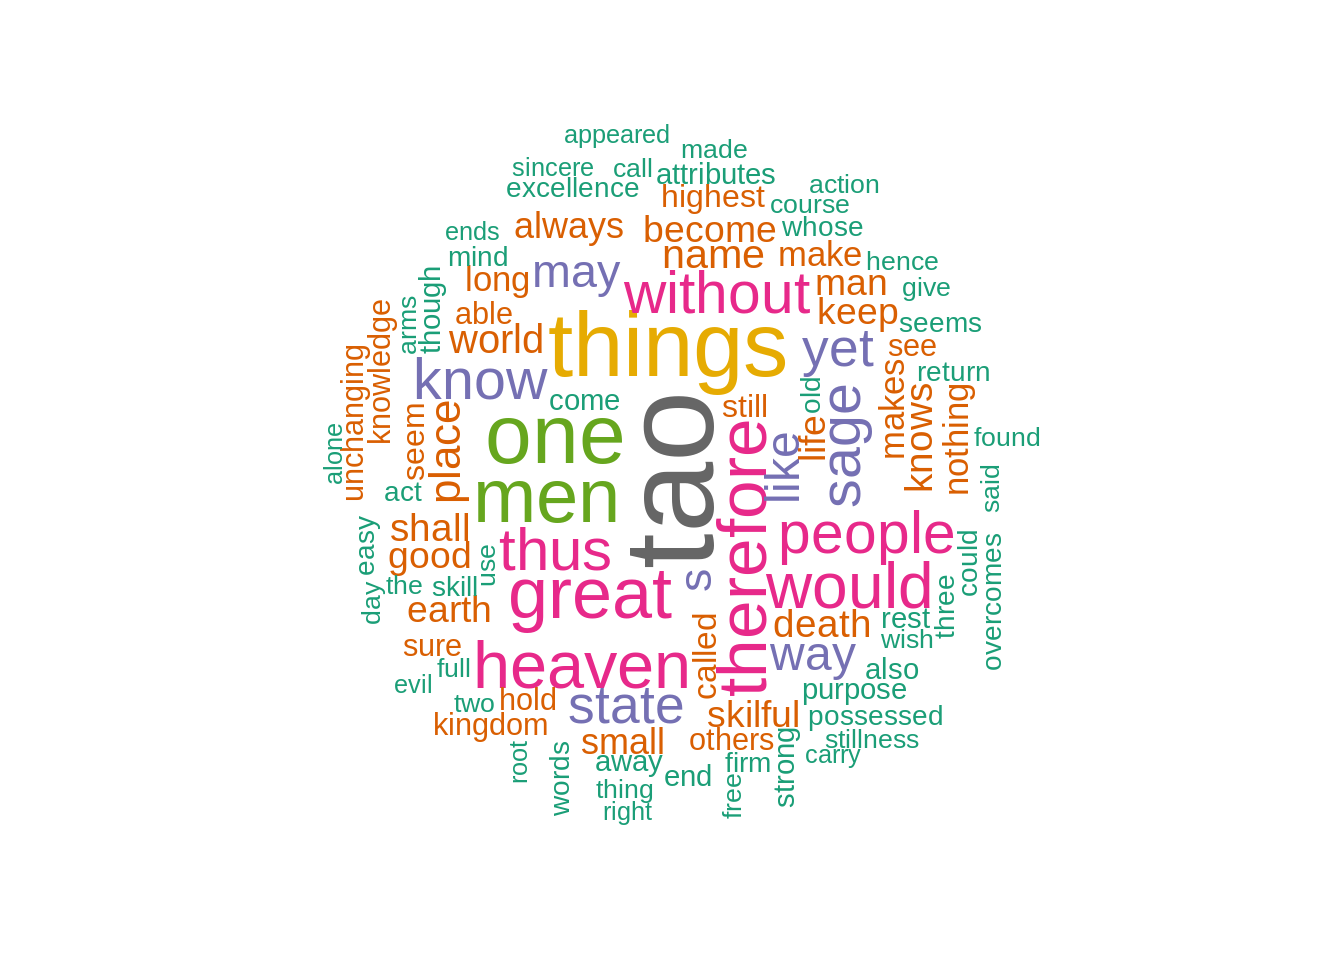 appeared
made
sincere
call
attributes
excellence
highest
action
course
ends
always
become
whose
mind
name
make
hence
long
may
without
man
give
though
arms
able
keep
seems
knowledge
world
things
yet
see
unchanging
know
return
come
old
still
makes
knows
nothing
alone
seem
place
one
tao
therefore
like
life
sage
found
act
men
said
shall
people
easy
good
thus
could
overcomes
use
great
s
would
three
day
the
skill
earth
death
rest
wish
sure
full
heaven
called
way
also
evil
two
hold
state
skilful
purpose
possessed
kingdom
small
others
stillness
root
words
away
firm
strong
carry
end
thing
free
right